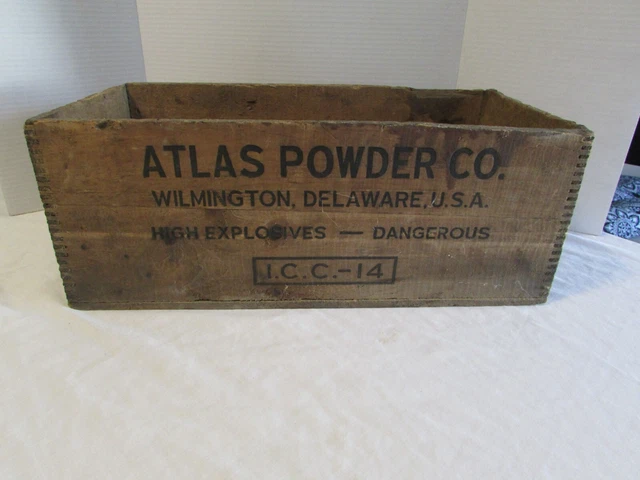 ATLAS POWDER CO.
WILMINGTON, DELAWARE, U.S.A.
HIGH EXPLOSIVES — DANGEROUS
I.C.C.-14